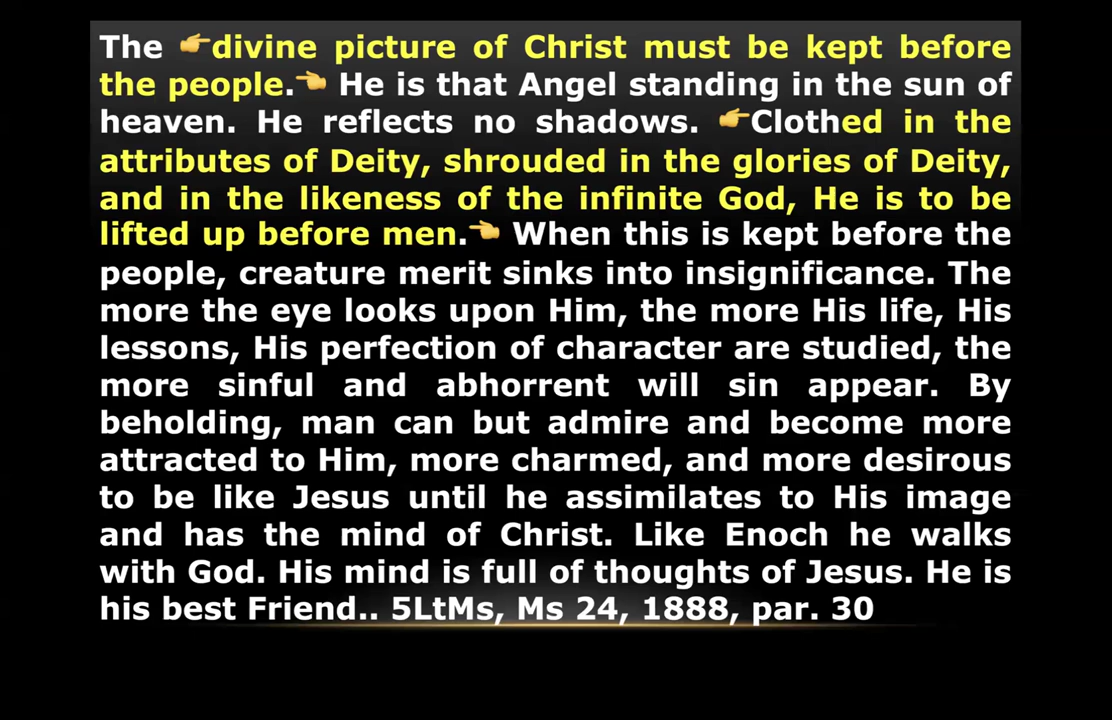 The 👉divine picture of Christ must be kept before
the people.👈 He is that Angel standing in the sun of
heaven. He reflects no shadows. 👉Clothed in the
attributes of Deity, shrouded in the glories of Deity,
and in the likeness of the infinite God, He is to be
lifted up before men.👈 When this is kept before the
people, creature merit sinks into insignificance. The
more the eye looks upon Him, the more His life, His
lessons, His perfection of character are studied, the
more sinful and abhorrent will sin appear. By
beholding, man can but admire and become more
attracted to Him, more charmed, and more desirous
to be like Jesus until he assimilates to His image
and has the mind of Christ. Like Enoch he walks
with God. His mind is full of thoughts of Jesus. He is
his best Friend.. 5LtMs, Ms 24, 1888, par. 30